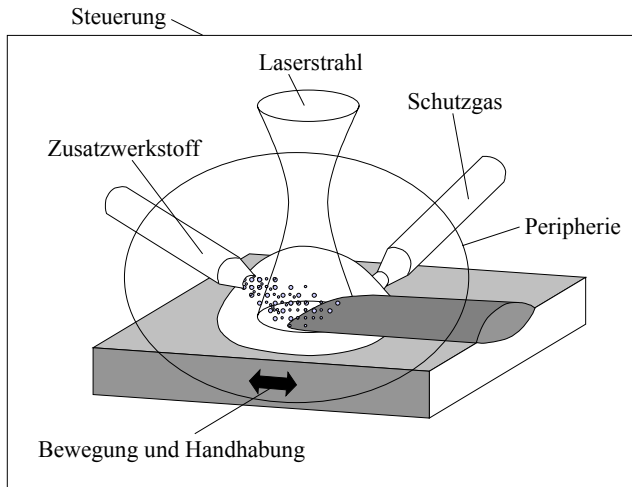 Steuerung
Laserstrahl
Schutzgas
Zusatzwerkstoff
Peripherie
Bewegung und Handhabung